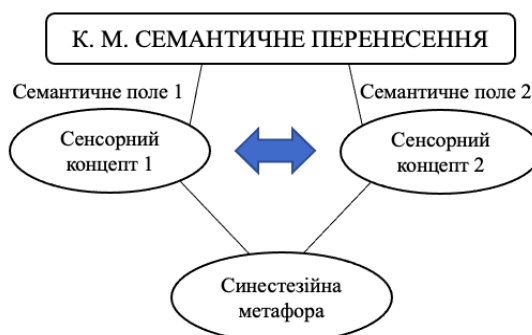 К. М. СЕМАНТИЧНЕ ПЕРЕНЕСЕННЯ
Семантичне поле 1
Семантичне поле 2
Сенсорний
концепт 1
Сенсорний
концепт 2
Синестезійна
метафора